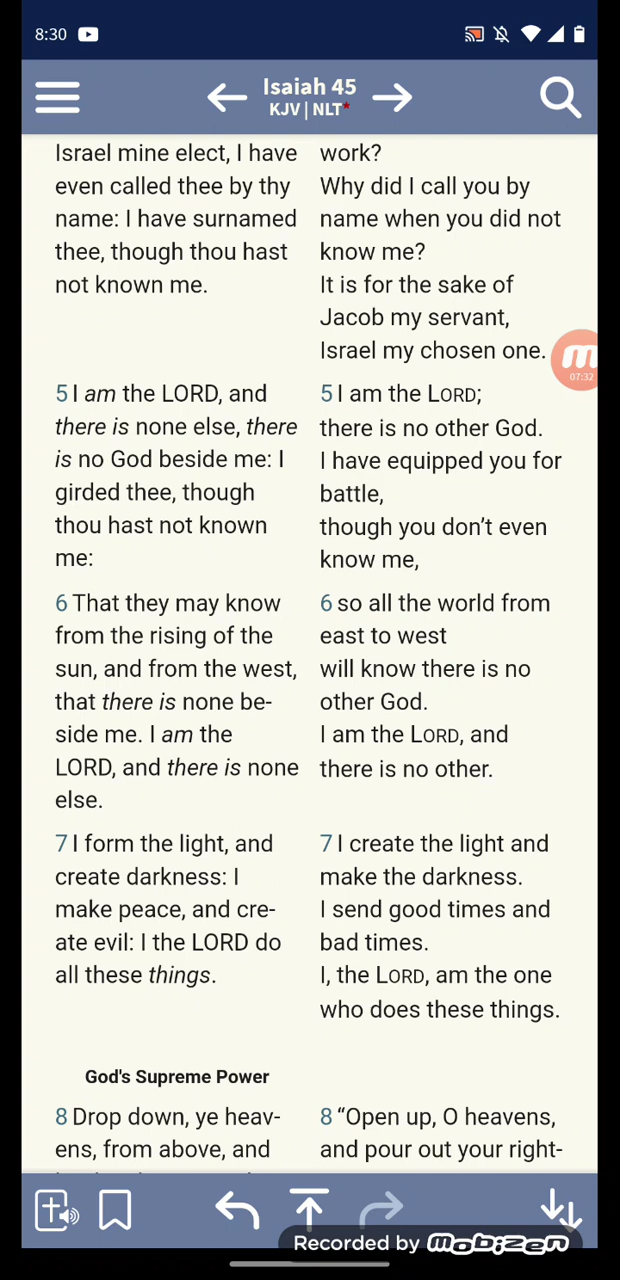 8:30
Isaiah 45
KJV | NLT*
Israel mine elect, I have
even called thee by thy
name: I have surnamed
thee, though thou hast
not known me.
work?
Why did I call you by
name when you did not
know me?
It is for the sake of
Jacob my servant,
Israel my chosen one.
07:32
5 I am the LORD, and
there is none else, there
is no God beside me: I
girded thee, though
thou hast not known
me:
5 I am the LORD;
there is no other God.
I have equipped you for
battle,
though you don’t even
know me,
6 That they may know
from the rising of the
sun, and from the west,
that there is none be-
side me. I am the
LORD, and there is none
else.
6 so all the world from
east to west
will know there is no
other God.
I am the LORD, and
there is no other.
7 I form the light, and
create darkness: I
make peace, and cre-
ate evil: I the LORD do
all these things.
7 I create the light and
make the darkness.
I send good times and
bad times.
I, the LORD, am the one
who does these things.
God's Supreme Power
8 Drop down, ye heav-
ens, from above, and
8 “Open up, O heavens,
and pour out your right-
Recorded by mobizen